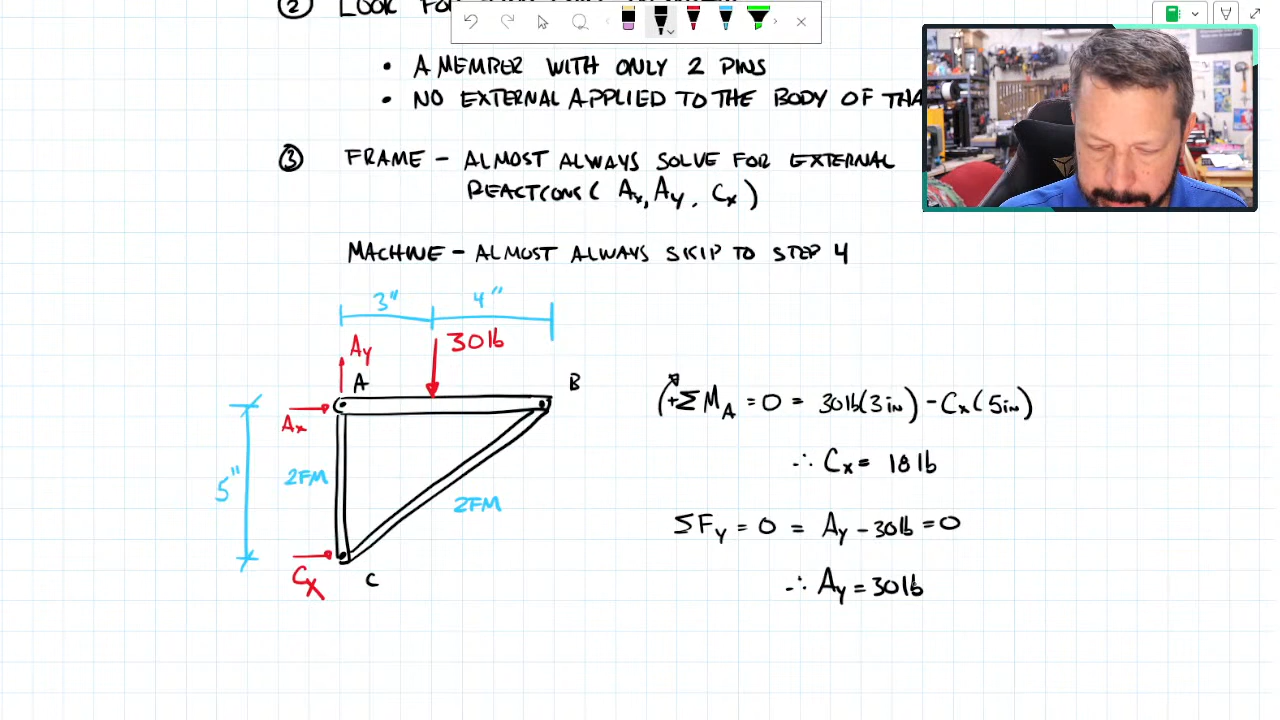 ② LOOK FOR
• A MEMBER WITH ONLY 2 PINS
• NO EXTERNAL APPLIED TO THE BODY OF THA
③ FRAME - ALMOST ALWAYS SOLVE FOR EXTERNAL
REACTIONS ( Ax, Ay, Cx )
MACHINE - ALMOST ALWAYS SKIP TO STEP 4
3" 4"
30lb
Ay
A B
Ax
5"
2FM
2FM
Cx
C
(+ΣM_A = 0 = 30lb(3in) - Cx(5in)
∴ Cx = 18 lb
ΣFy = 0 = Ay - 30lb = 0
∴ Ay = 30lb